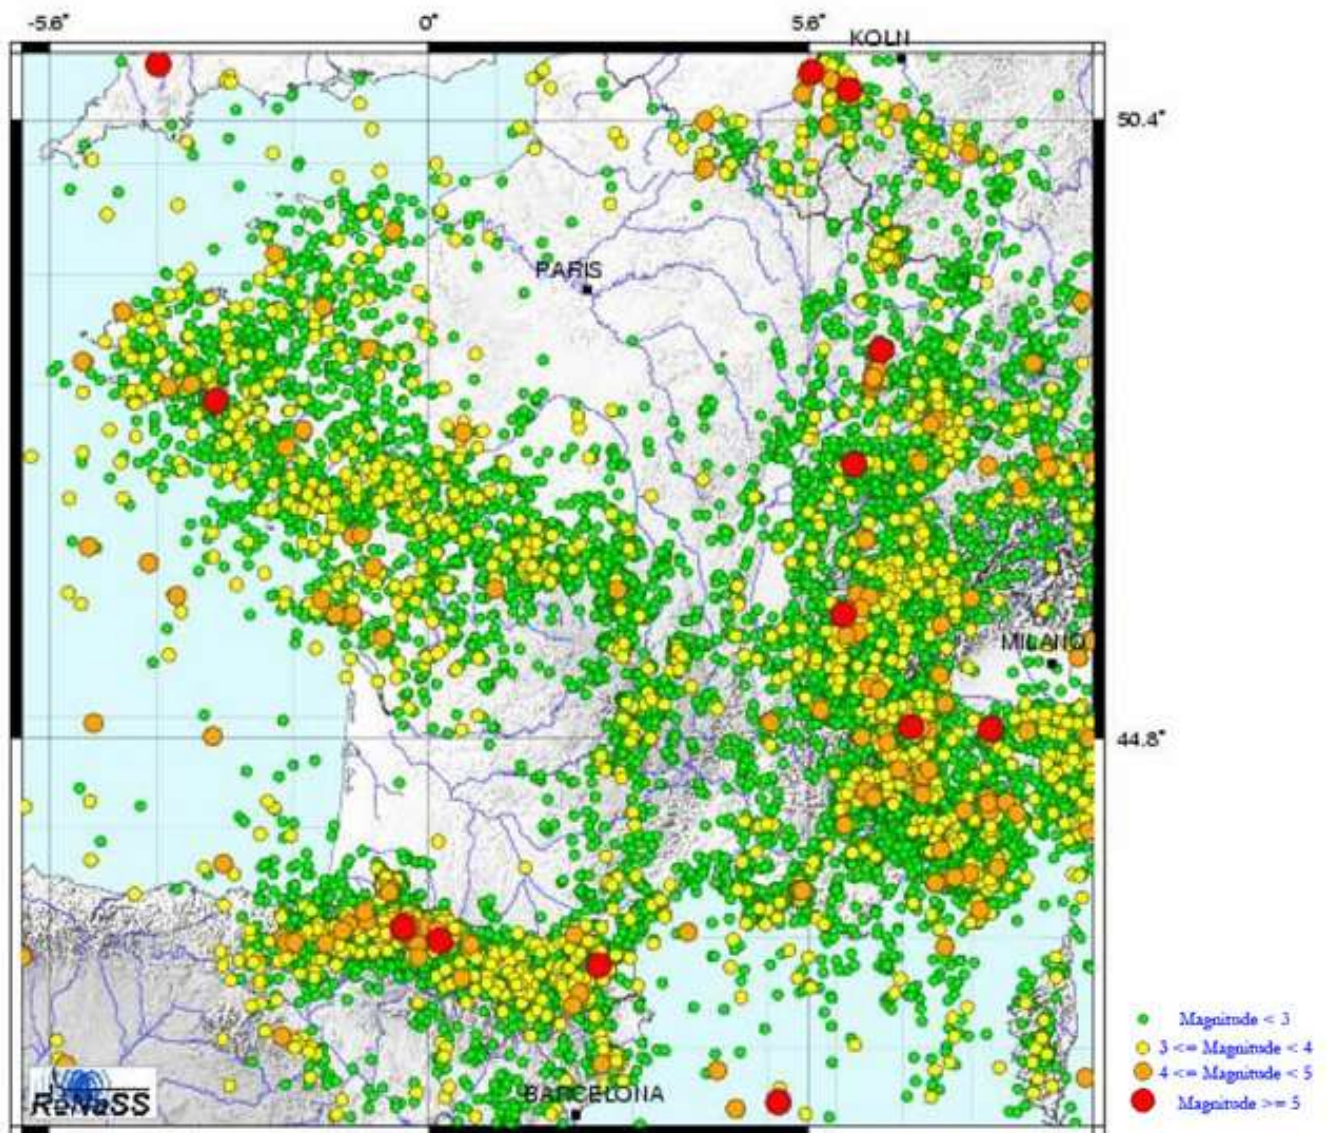 -5.6° 0° 5.6°
KOLN
50.4°
PARIS
MILANO
44.8°
Magnitude < 3
3 <= Magnitude < 4
4 <= Magnitude < 5
Magnitude >= 5
BARCELONA
ReNaSS